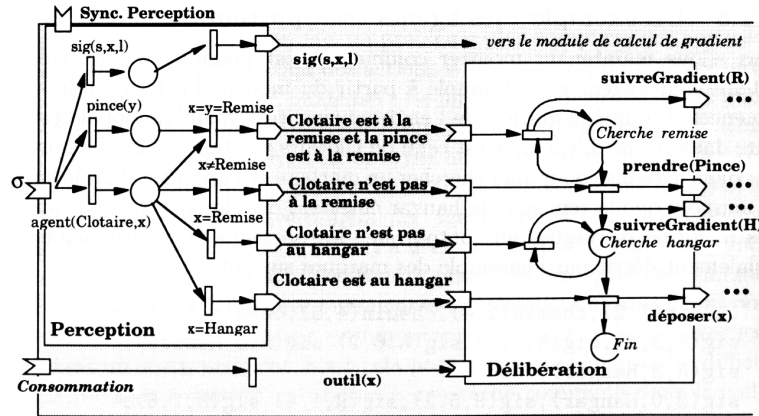 Sync. Perception
sig(s,x,l)
sig(s,x,l)
vers le module de calcul de gradient
suivreGradient(R)
pince(y)
x=y=Remise
Clotaire est à la
remise et la pince
est à la remise
Cherche remise
x≠Remise
prendre(Pince)
σ
Clotaire n'est pas
à la remise
agent(Clotaire,x)
x=Remise
suivreGradient(H)
Clotaire n'est pas
au hangar
Cherche hangar
Clotaire est au hangar
x=Hangar
déposer(x)
Perception
Fin
Consommation
outil(x)
Délibération